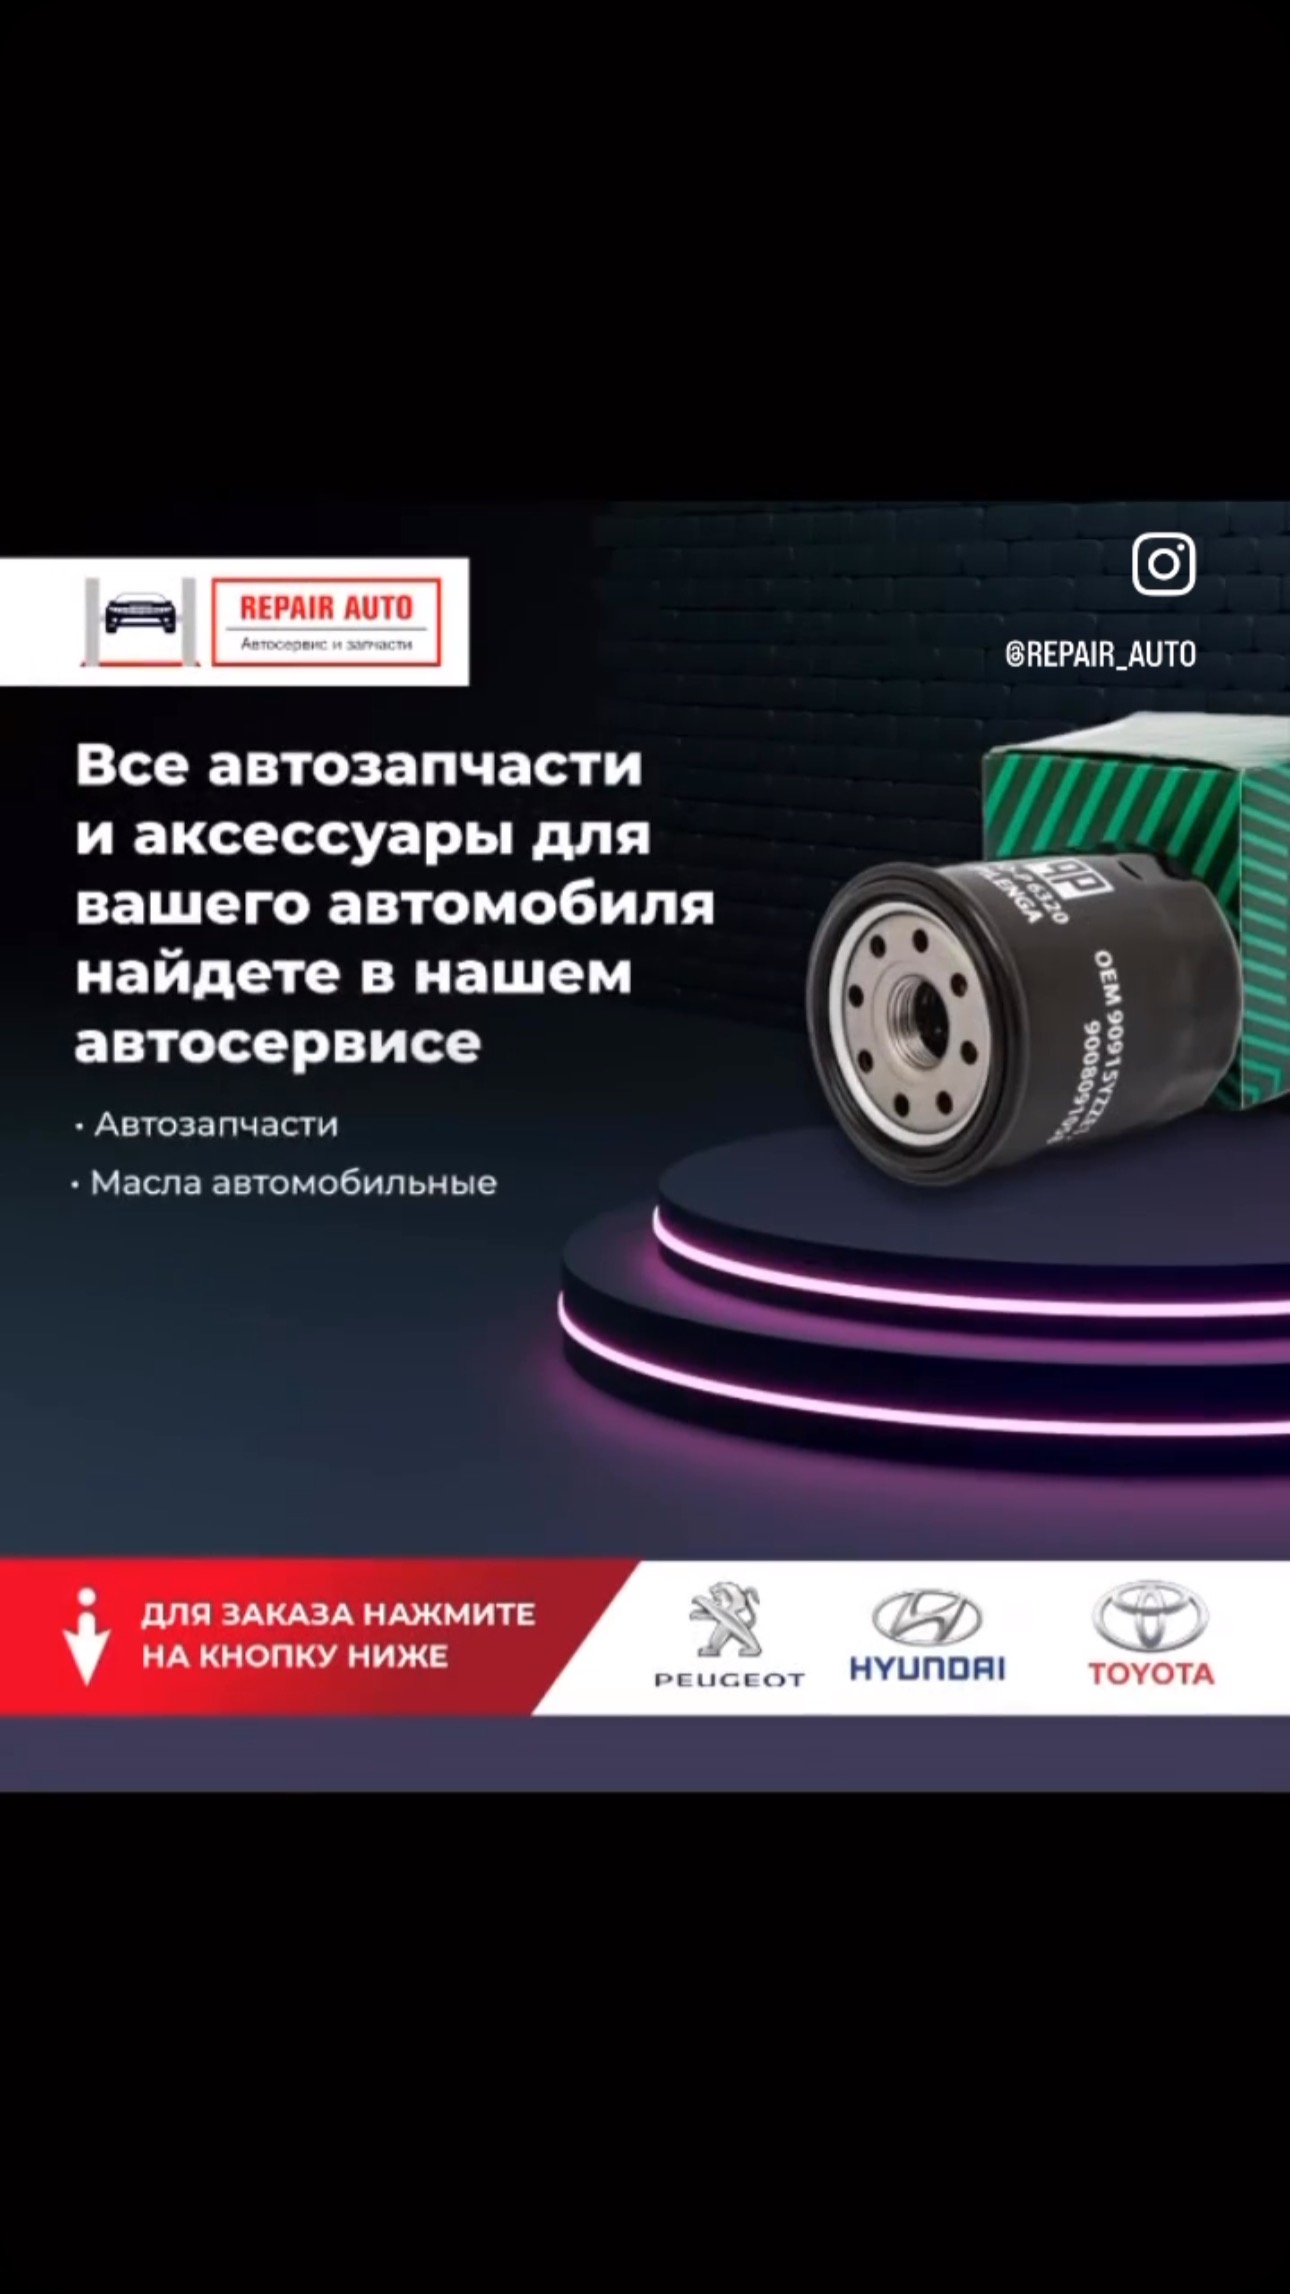 REPAIR AUTO
Автосервис и запчасти
@REPAIR_AUTO
Все автозапчасти
и аксессуары для
вашего автомобиля
найдете в нашем
автосервисе
• Автозапчасти
• Масла автомобильные
OEM 90915YZZE1
ДЛЯ ЗАКАЗА НАЖМИТЕ
НА КНОПКУ НИЖЕ
PEUGEOT
HYUNDAI
TOYOTA